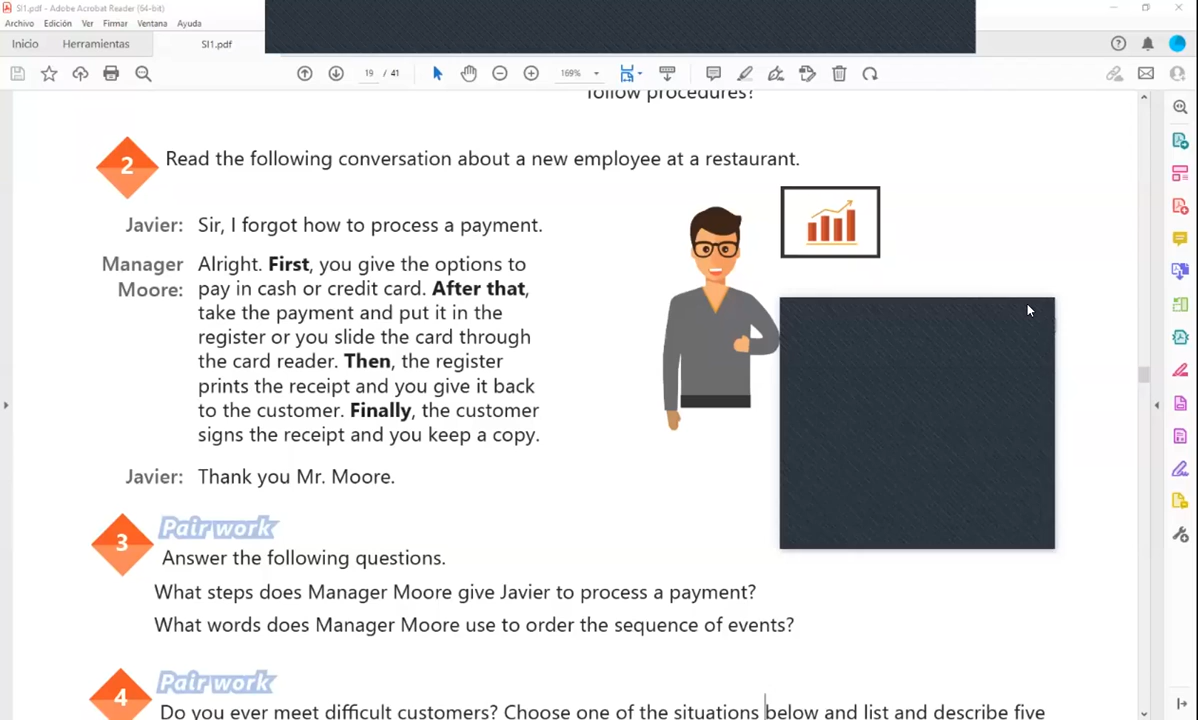 SI1.pdf - Adobe Acrobat Reader (64-bit)
Archivo Edición Ver Firmar Ventana Ayuda
Inicio Herramientas SI1.pdf
19 / 41 169%
follow procedures?
2 Read the following conversation about a new employee at a restaurant.
Javier: Sir, I forgot how to process a payment.
Manager Moore: Alright. First, you give the options to
pay in cash or credit card. After that,
take the payment and put it in the
register or you slide the card through
the card reader. Then, the register
prints the receipt and you give it back
to the customer. Finally, the customer
signs the receipt and you keep a copy.
Javier: Thank you Mr. Moore.
3 Pair work
Answer the following questions.
What steps does Manager Moore give Javier to process a payment?
What words does Manager Moore use to order the sequence of events?
4 Pair work
Do you ever meet difficult customers? Choose one of the situations below and list and describe five